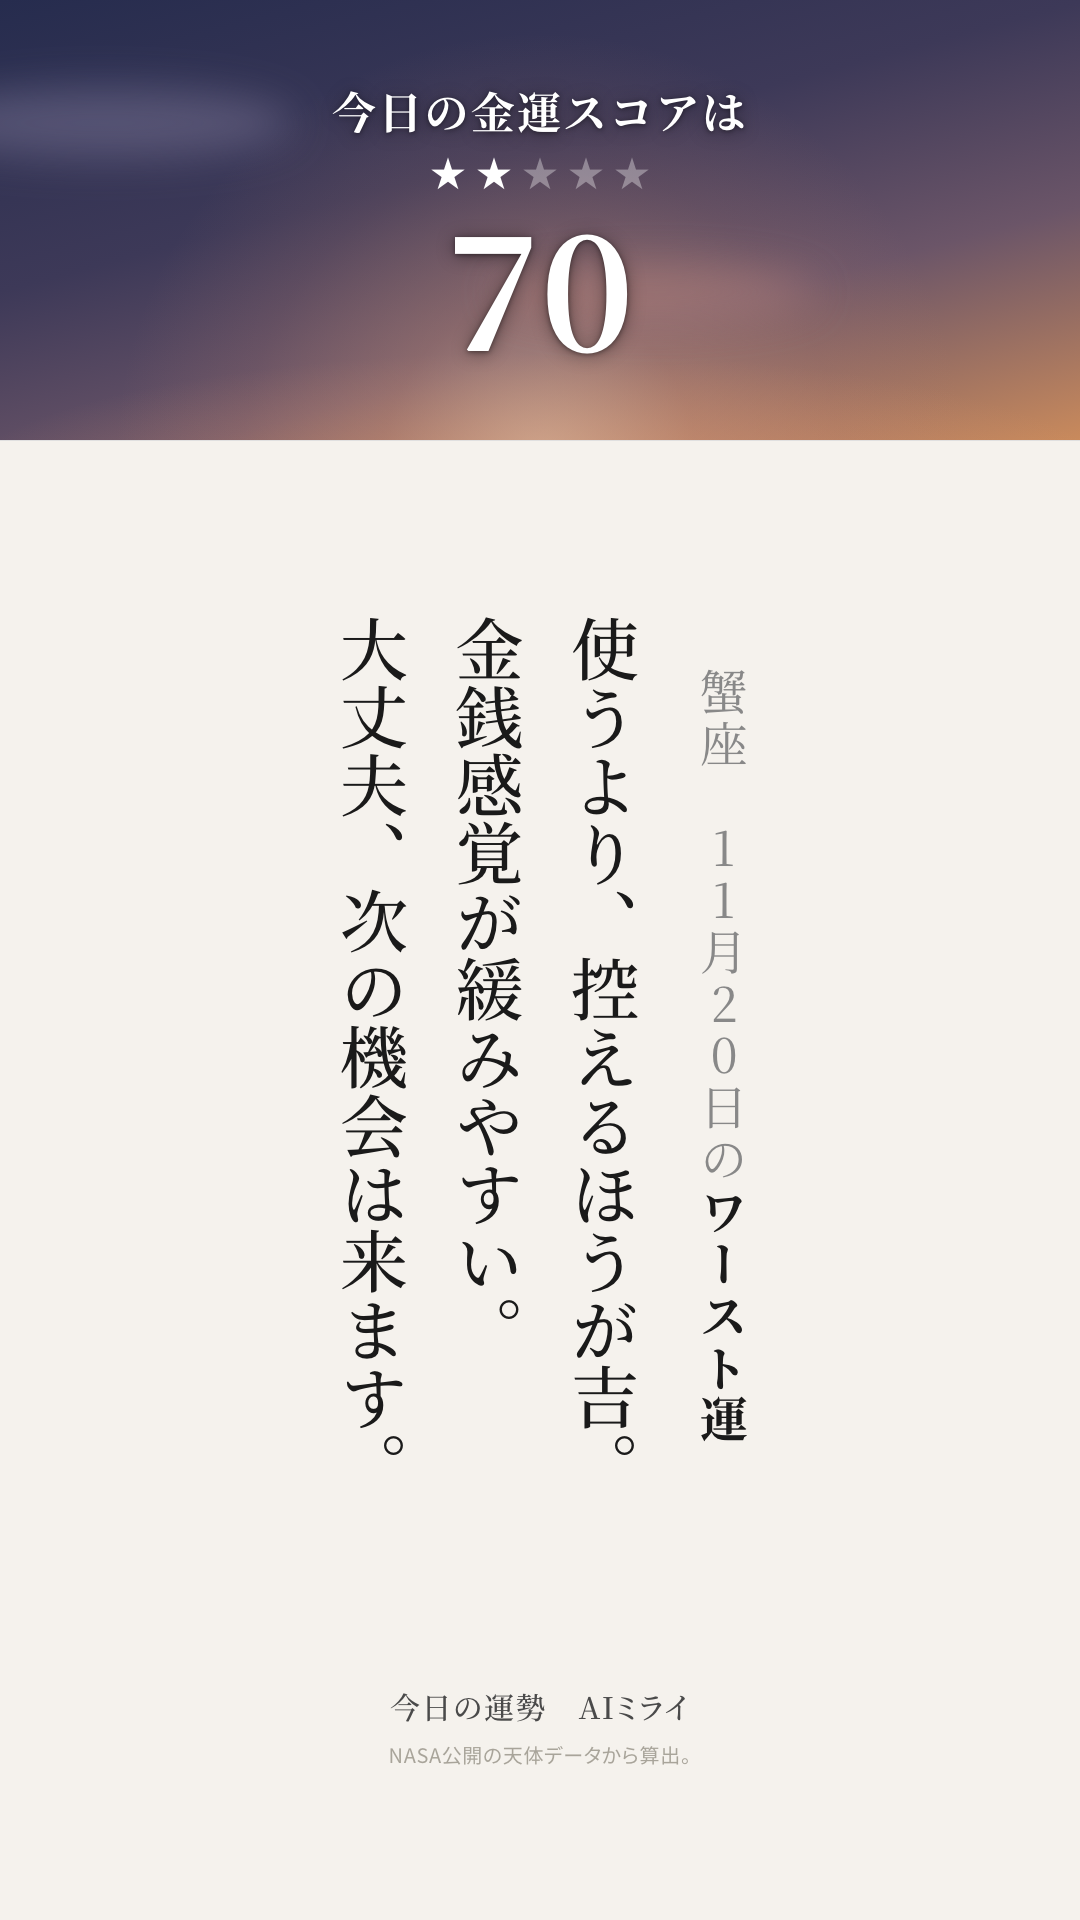 今日の金運スコアは
★★★★★
70
蟹座　11月20日のワースト運
使うより、控えるほうが吉。
金銭感覚が緩みやすい。
大丈夫、次の機会は来ます。
今日の運勢　AIミライ
NASA公開の天体データから算出。